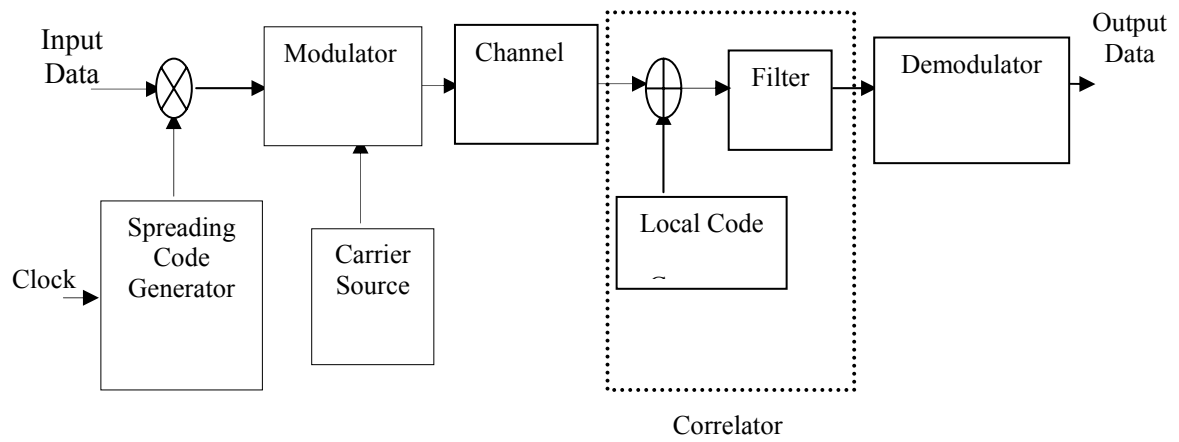 Input
Data
Modulator
Channel
Filter
Demodulator
Output
Data
Spreading
Code
Generator
Clock
Carrier
Source
Local Code
Correlator